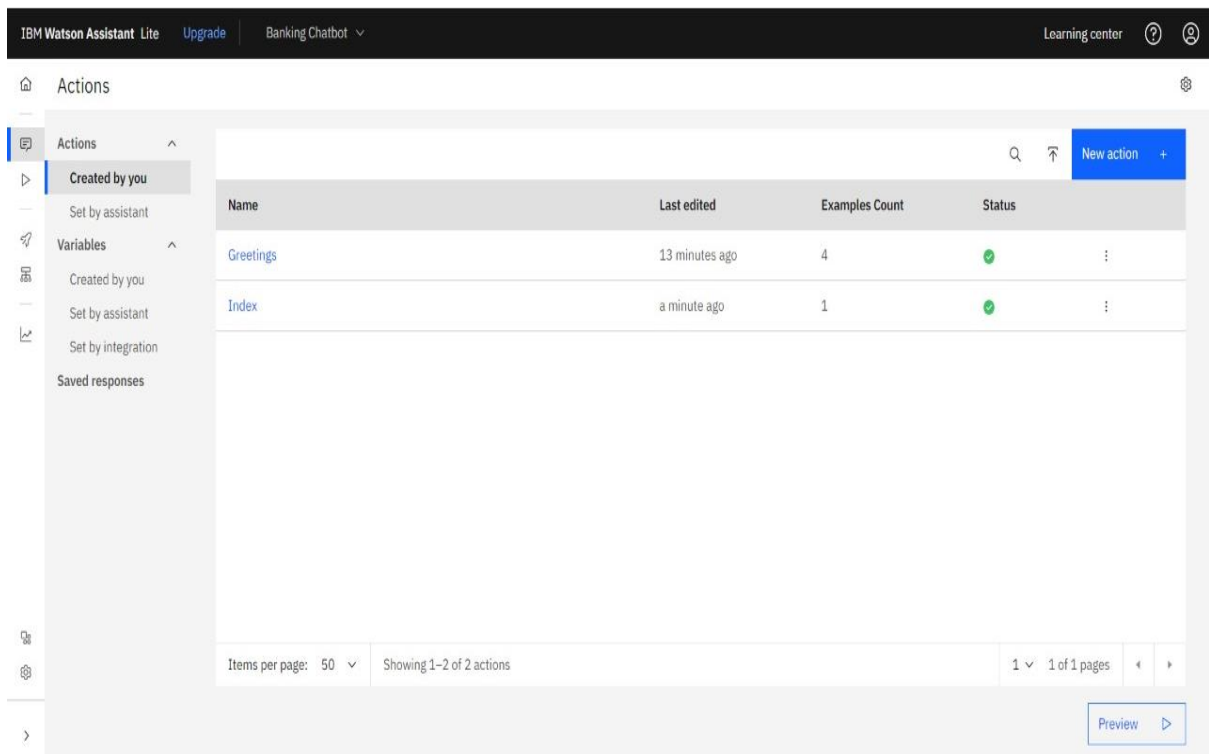 IBM Watson Assistant Lite Upgrade Banking Chatbot Learning center
Actions
Actions
Created by you
Set by assistant
Variables
Created by you
Set by assistant
Set by integration
Saved responses
New action +
Name Last edited Examples Count Status
Greetings 13 minutes ago 4
Index a minute ago 1
Items per page: 50 Showing 1–2 of 2 actions 1 1 of 1 pages
Preview